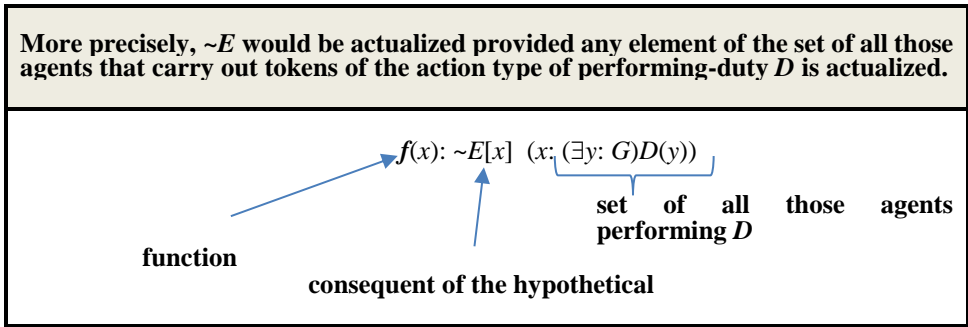 More precisely, ~E would be actualized provided any element of the set of all those
agents that carry out tokens of the action type of performing-duty D is actualized.
f(x): ~E[x] (x: (∃y: G)D(y))
set of all those agents
performing D
function
consequent of the hypothetical